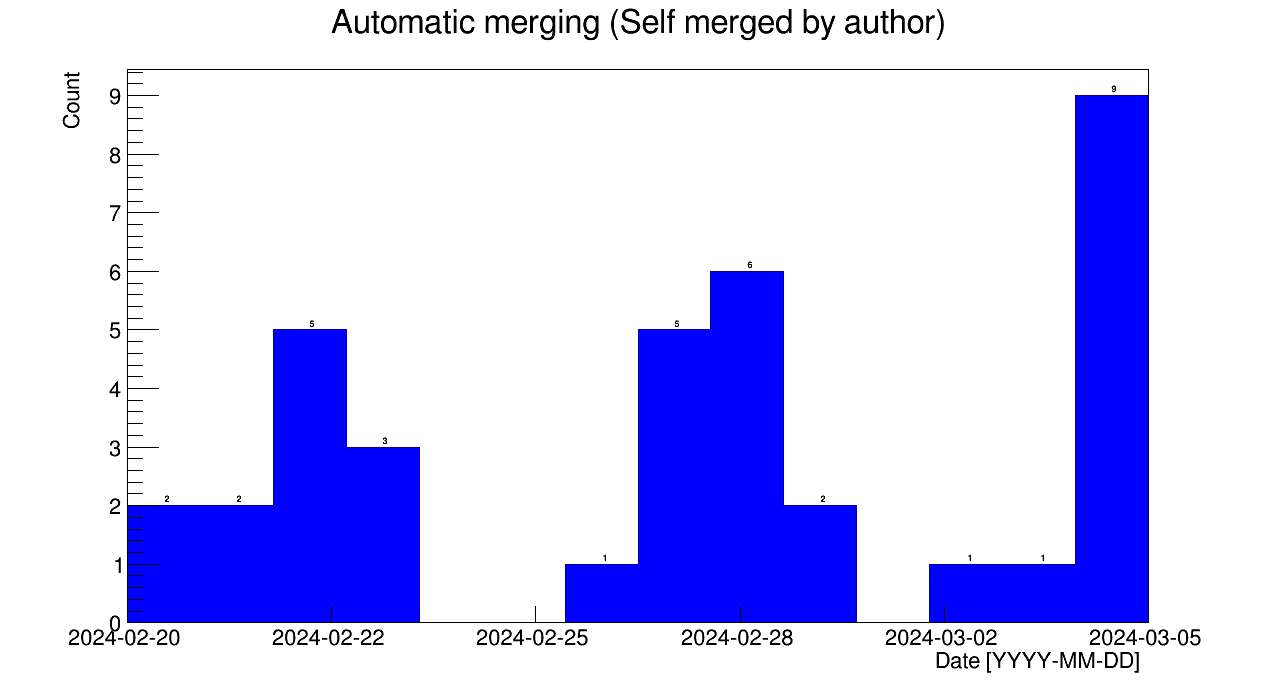 Automatic merging (Self merged by author)
Count
9
8
7
6
5
4
3
2
1
0
2 2 5 3 1 5 6 2 1 1 9
2024-02-20 2024-02-22 2024-02-25 2024-02-28 2024-03-02 2024-03-05
Date [YYYY-MM-DD]